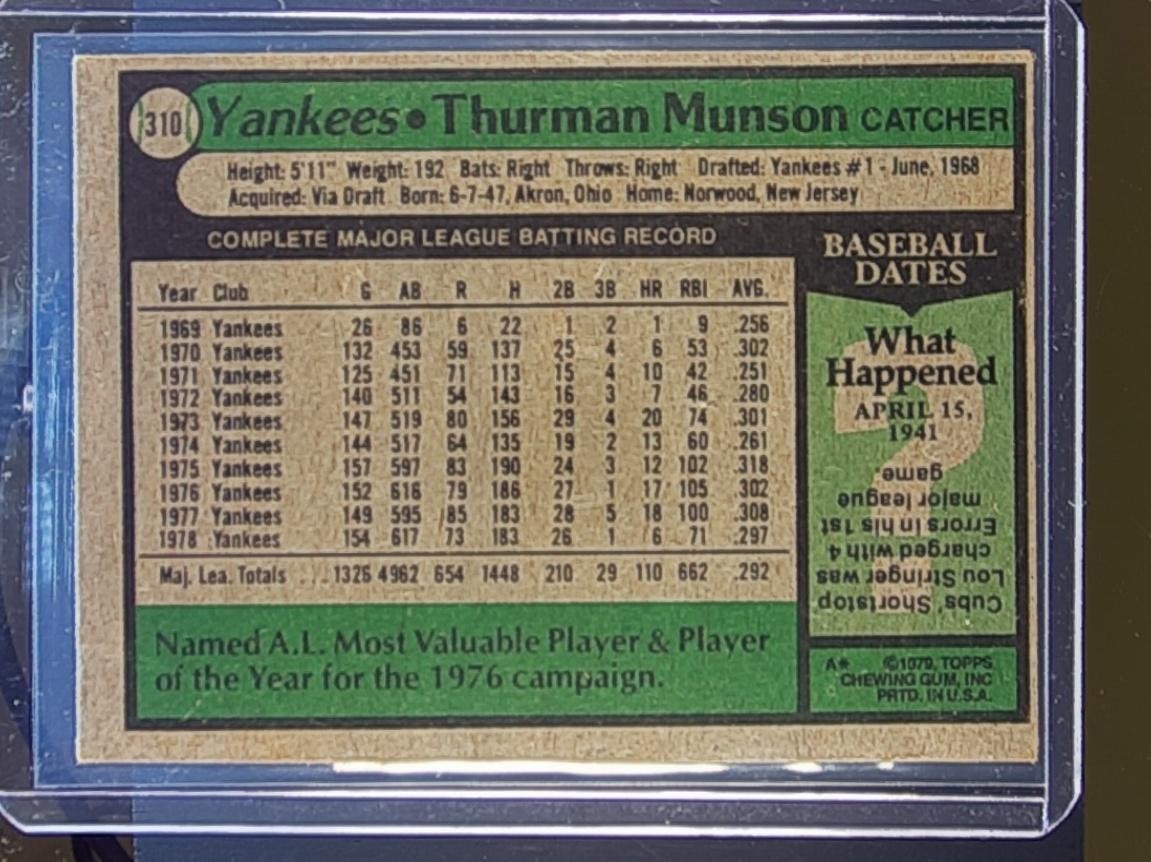 310 Yankees • Thurman Munson CATCHER
Height: 5'11" Weight: 192 Bats: Right Throws: Right Drafted: Yankees #1 - June, 1968
Acquired: Via Draft Born: 6-7-47, Akron, Ohio Home: Norwood, New Jersey
COMPLETE MAJOR LEAGUE BATTING RECORD
Year Club G AB R H 2B 3B HR RBI AVG.
1969 Yankees 26 86 6 22 1 2 1 9 .256
1970 Yankees 132 453 59 137 25 4 6 53 .302
1971 Yankees 125 451 71 113 15 4 10 42 .251
1972 Yankees 140 511 54 143 16 3 7 46 .280
1973 Yankees 147 519 80 156 29 4 20 74 .301
1974 Yankees 144 517 64 135 19 2 13 60 .261
1975 Yankees 157 597 83 190 24 3 12 102 .318
1976 Yankees 152 616 79 186 27 1 17 105 .302
1977 Yankees 149 595 85 183 28 5 18 100 .308
1978 Yankees 154 617 73 183 26 1 6 71 .297
Maj. Lea. Totals ... 1326 4962 654 1448 210 29 110 662 .292
Named A.L. Most Valuable Player & Player
of the Year for the 1976 campaign.
BASEBALL
DATES
What
Happened
APRIL 15,
1941
Cubs' Shortstop
Lou Stringer was
charged with 4
Errors in his 1st
major league
game
A* ©1979, TOPPS
CHEWING GUM, INC
PRTD. IN U.S.A.